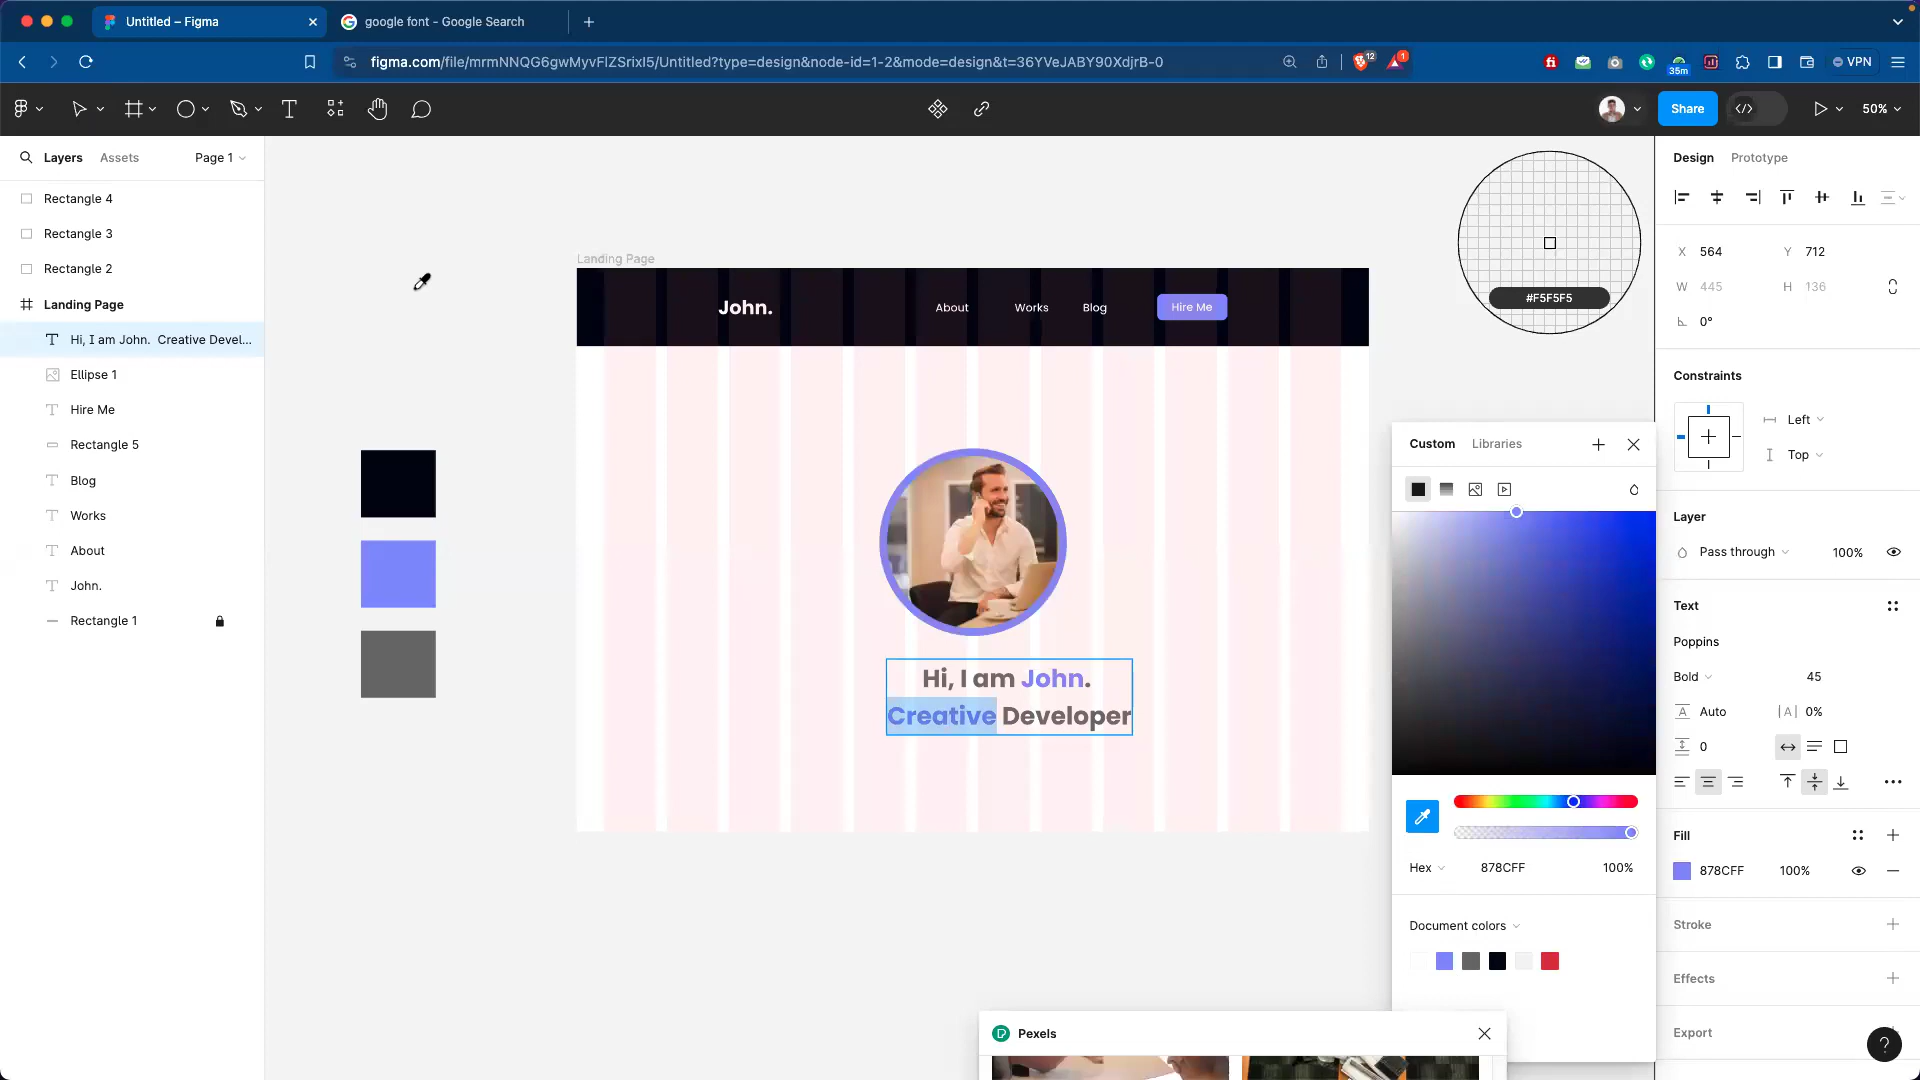 Untitled – Figma
google font - Google Search
figma.com/file/mrmNNQG6gwMyvFlZSrixl5/Untitled?type=design&node-id=1-2&mode=design&t=36YVeJABY90XdjrB-0
12
1
35m
VPN
Share
50%
Layers
Assets
Page 1
Rectangle 4
Rectangle 3
Rectangle 2
Landing Page
Hi, I am John.  Creative Devel...
Ellipse 1
Hire Me
Rectangle 5
Blog
Works
About
John.
Rectangle 1
Landing Page
John.
About
Works
Blog
Hire Me
Hi, I am John.
Creative Developer
#F5F5F5
Custom
Libraries
Hex
878CFF
100%
Document colors
Pexels
Design
Prototype
X 564
Y 712
W 445
H 136
0°
Constraints
Left
Top
Layer
Pass through
100%
Text
Poppins
Bold
45
Auto
0%
0
Fill
878CFF
100%
Stroke
Effects
Export
?